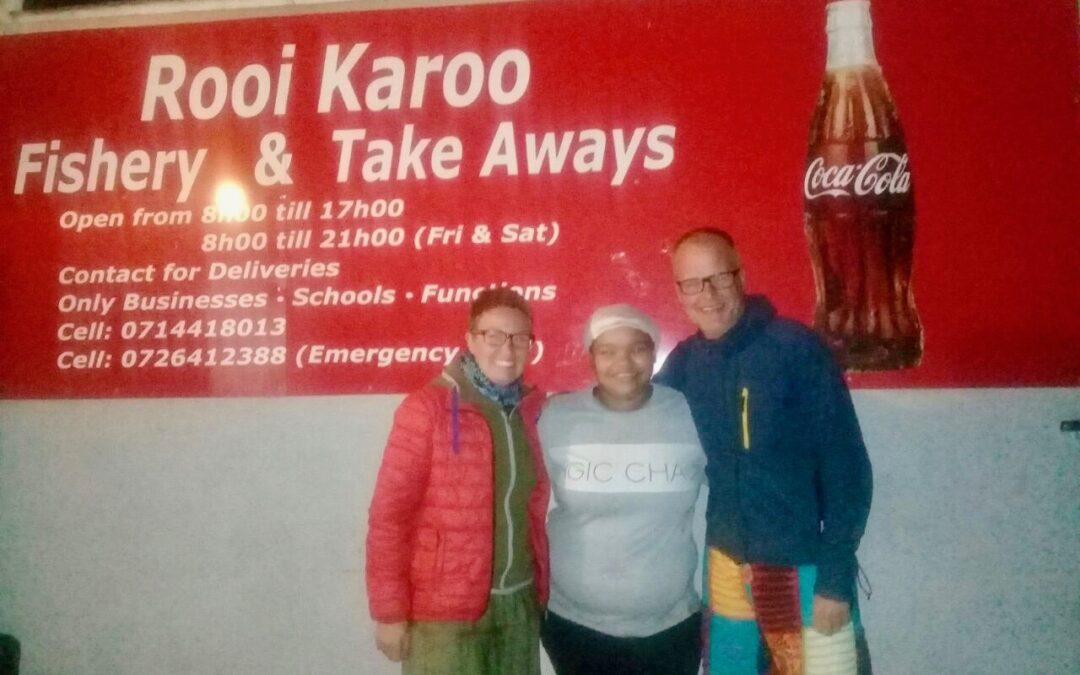 Rooi Karoo
Fishery & Take Aways
Open from 8h00 till 17h00
8h00 till 21h00 (Fri & Sat)
Contact for Deliveries
Only Businesses • Schools • Functions
Cell: 0714418013
Cell: 0726412388 (Emergency
Coca-Cola
GIC CHA